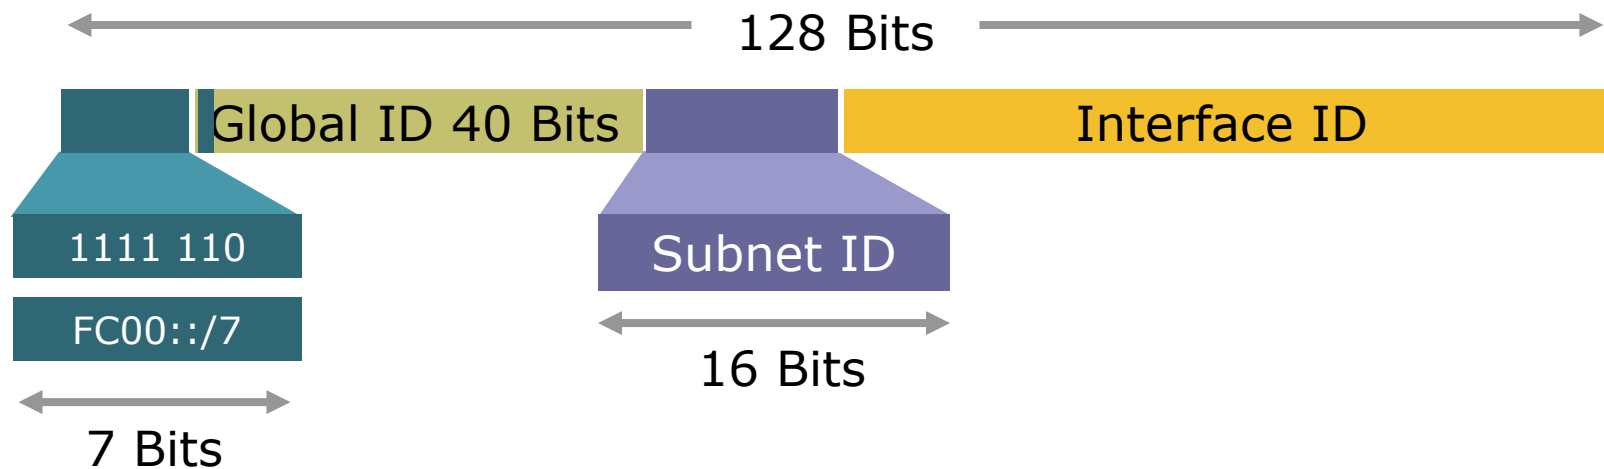 128 Bits
Global ID 40 Bits
Interface ID
1111 110
Subnet ID
FC00::/7
16 Bits
7 Bits